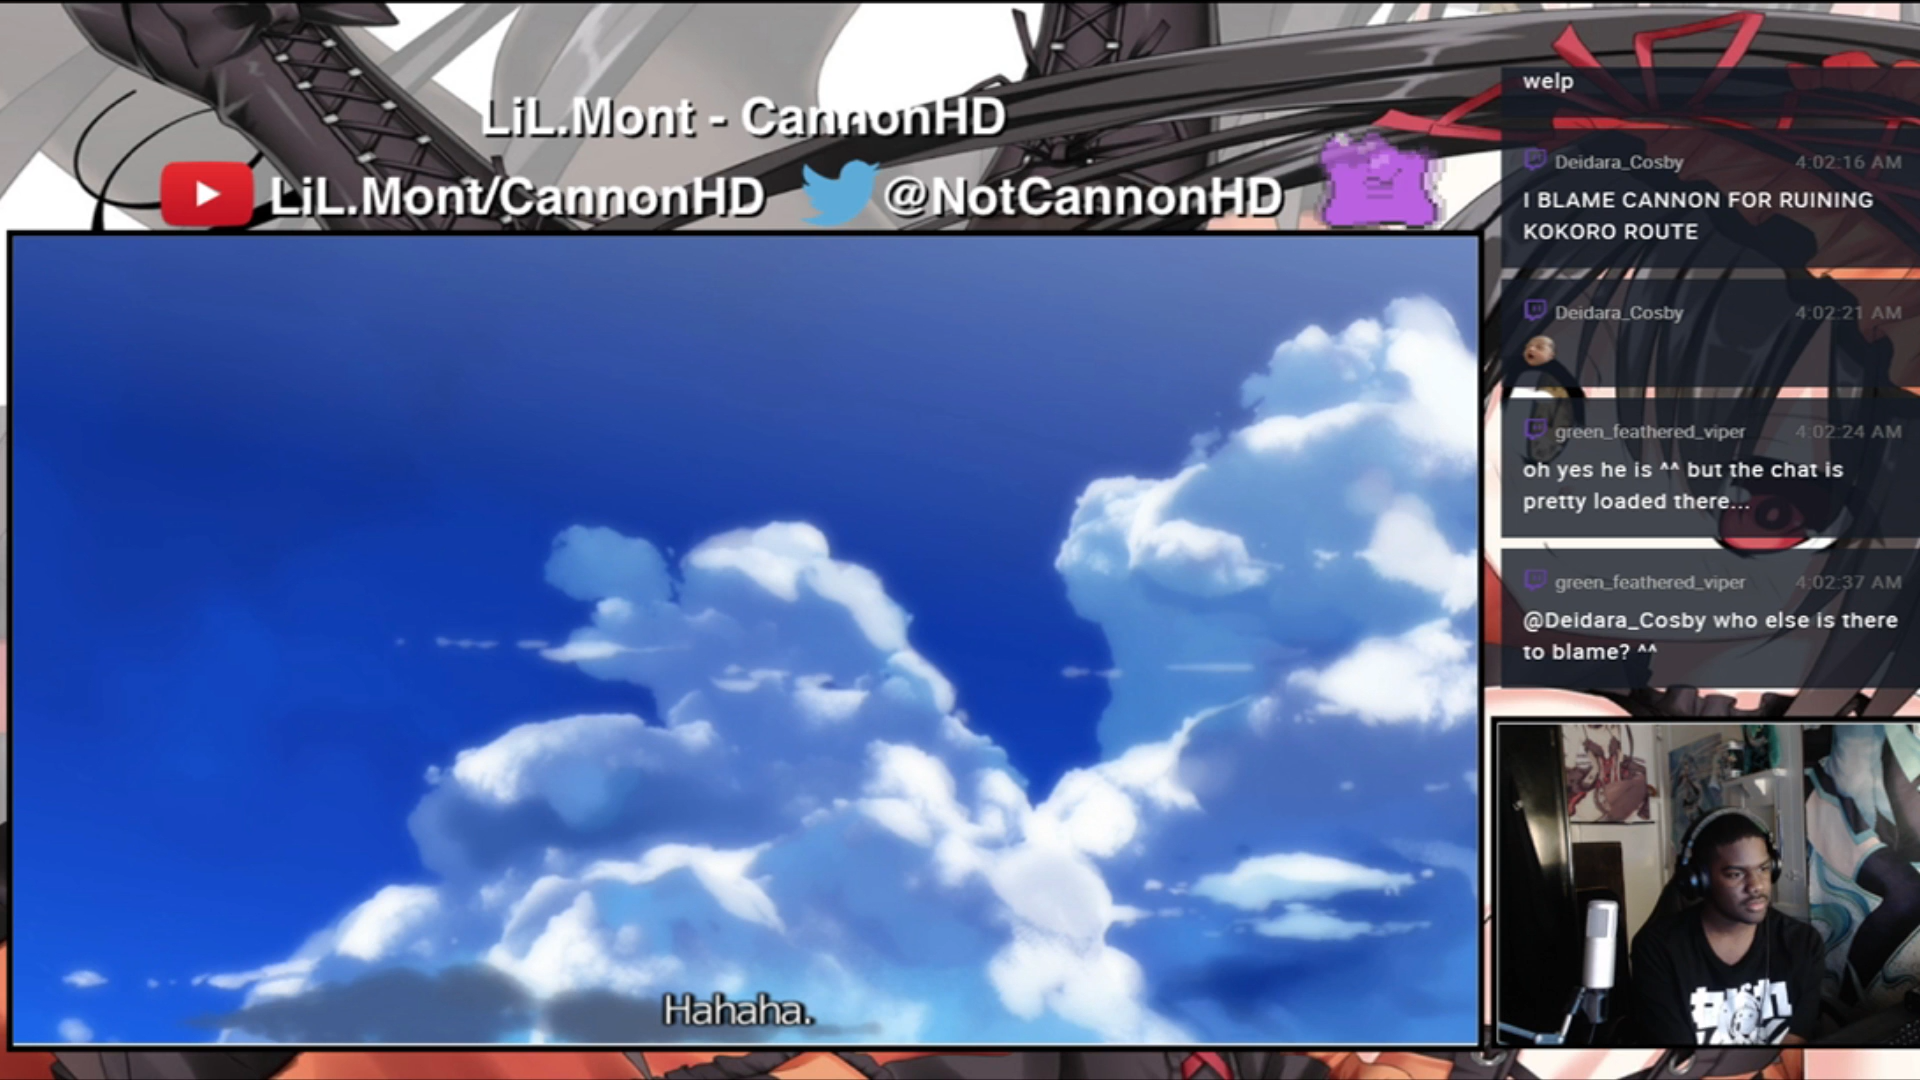 LiL.Mont - CannonHD
LiL.Mont/CannonHD
@NotCannonHD
welp
Deidara_Cosby 4:02:16 AM
I BLAME CANNON FOR RUINING
KOKORO ROUTE
Deidara_Cosby 4:02:21 AM
green_feathered_viper 4:02:24 AM
oh yes he is ^^ but the chat is
pretty loaded there...
green_feathered_viper 4:02:37 AM
@Deidara_Cosby who else is there
to blame? ^^
Hahaha.